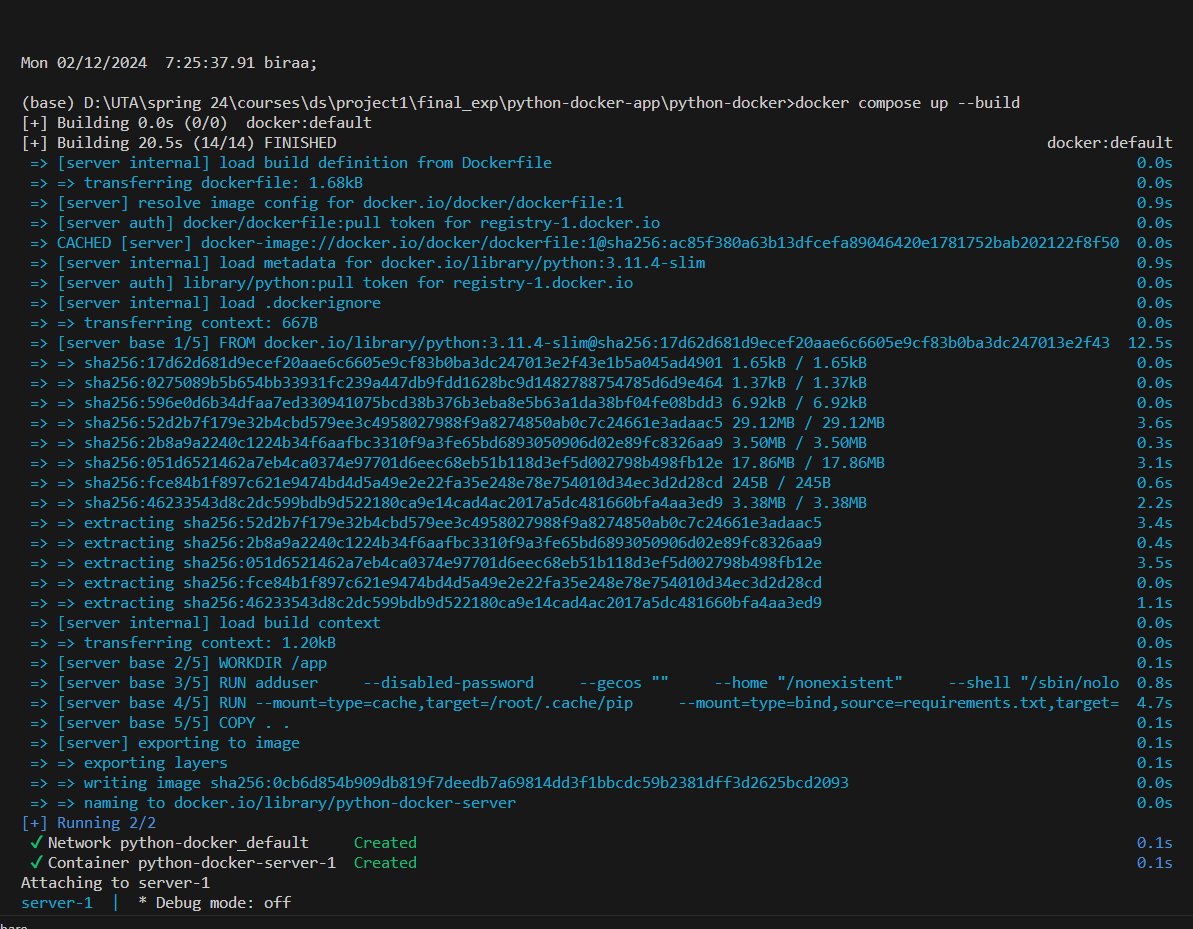 Mon 02/12/2024  7:25:37.91 biraa;
(base) D:\UTA\spring 24\courses\ds\project1\final_exp\python-docker-app\python-docker>docker compose up --build
[+] Building 0.0s (0/0)  docker:default
[+] Building 20.5s (14/14) FINISHED docker:default
=> [server internal] load build definition from Dockerfile 0.0s
=> => transferring dockerfile: 1.68kB 0.0s
=> [server] resolve image config for docker.io/docker/dockerfile:1 0.9s
=> [server auth] docker/dockerfile:pull token for registry-1.docker.io 0.0s
=> CACHED [server] docker-image://docker.io/docker/dockerfile:1@sha256:ac85f380a63b13dfcefa89046420e1781752bab202122f8f50 0.0s
=> [server internal] load metadata for docker.io/library/python:3.11.4-slim 0.9s
=> [server auth] library/python:pull token for registry-1.docker.io 0.0s
=> [server internal] load .dockerignore 0.0s
=> => transferring context: 667B 0.0s
=> [server base 1/5] FROM docker.io/library/python:3.11.4-slim@sha256:17d62d681d9ecef20aae6c6605e9cf83b0ba3dc247013e2f43 12.5s
=> => sha256:17d62d681d9ecef20aae6c6605e9cf83b0ba3dc247013e2f43e1b5a045ad4901 1.65kB / 1.65kB 0.0s
=> => sha256:0275089b5b654bb33931fc239a447db9fdd1628bc9d1482788754785d6d9e464 1.37kB / 1.37kB 0.0s
=> => sha256:596e0d6b34dfaa7ed330941075bcd38b376b3eba8e5b63a1da38bf04fe08bdd3 6.92kB / 6.92kB 0.0s
=> => sha256:52d2b7f179e32b4cbd579ee3c4958027988f9a8274850ab0c7c24661e3adaac5 29.12MB / 29.12MB 3.6s
=> => sha256:2b8a9a2240c1224b34f6aafbc3310f9a3fe65bd6893050906d02e89fc8326aa9 3.50MB / 3.50MB 0.3s
=> => sha256:051d6521462a7eb4ca0374e97701d6eec68eb51b118d3ef5d002798b498fb12e 17.86MB / 17.86MB 3.1s
=> => sha256:fce84b1f897c621e9474bd4d5a49e2e22fa35e248e78e754010d34ec3d2d28cd 245B / 245B 0.6s
=> => sha256:46233543d8c2dc599bdb9d522180ca9e14cad4ac2017a5dc481660bfa4aa3ed9 3.38MB / 3.38MB 2.2s
=> => extracting sha256:52d2b7f179e32b4cbd579ee3c4958027988f9a8274850ab0c7c24661e3adaac5 3.4s
=> => extracting sha256:2b8a9a2240c1224b34f6aafbc3310f9a3fe65bd6893050906d02e89fc8326aa9 0.4s
=> => extracting sha256:051d6521462a7eb4ca0374e97701d6eec68eb51b118d3ef5d002798b498fb12e 3.5s
=> => extracting sha256:fce84b1f897c621e9474bd4d5a49e2e22fa35e248e78e754010d34ec3d2d28cd 0.0s
=> => extracting sha256:46233543d8c2dc599bdb9d522180ca9e14cad4ac2017a5dc481660bfa4aa3ed9 1.1s
=> [server internal] load build context 0.0s
=> => transferring context: 1.20kB 0.0s
=> [server base 2/5] WORKDIR /app 0.1s
=> [server base 3/5] RUN adduser     --disabled-password     --gecos ""     --home "/nonexistent"     --shell "/sbin/nolo 0.8s
=> [server base 4/5] RUN --mount=type=cache,target=/root/.cache/pip     --mount=type=bind,source=requirements.txt,target= 4.7s
=> [server base 5/5] COPY . . 0.1s
=> [server] exporting to image 0.1s
=> => exporting layers 0.1s
=> => writing image sha256:0cb6d854b909db819f7deedb7a69814dd3f1bbcdc59b2381dff3d2625bcd2093 0.0s
=> => naming to docker.io/library/python-docker-server 0.0s
[+] Running 2/2
✓ Network python-docker_default     Created 0.1s
✓ Container python-docker-server-1  Created 0.1s
Attaching to server-1
server-1  |  * Debug mode: off